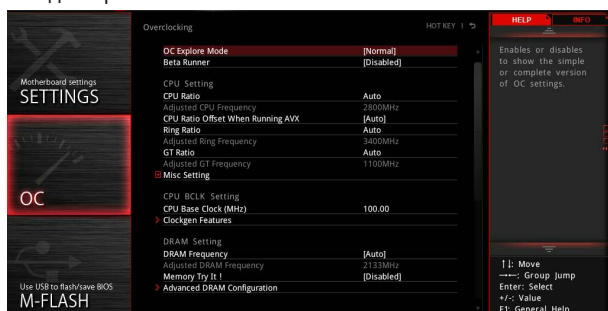 Overclocking
HOT KEY |
HELP
INFO
OC Explore Mode [Normal]
Beta Runner [Disabled]
CPU Setting
CPU Ratio Auto
Adjusted CPU Frequency 2800MHz
CPU Ratio Offset When Running AVX [Auto]
Ring Ratio Auto
Adjusted Ring Frequency 3400MHz
GT Ratio Auto
Adjusted GT Frequency 1100MHz
Misc Setting
CPU BCLK Setting
CPU Base Clock (MHz) 100.00
Clockgen Features
DRAM Setting
DRAM Frequency [Auto]
Adjusted DRAM Frequency 2133MHz
Memory Try It ! [Disabled]
Advanced DRAM Configuration
Motherboard settings
SETTINGS
OC
Use USB to flash/save BIOS
M-FLASH
Enables or disables
to show the simple
or complete version
of OC settings.
↑↓: Move
→←: Group Jump
Enter: Select
+/-: Value
F1: General Help